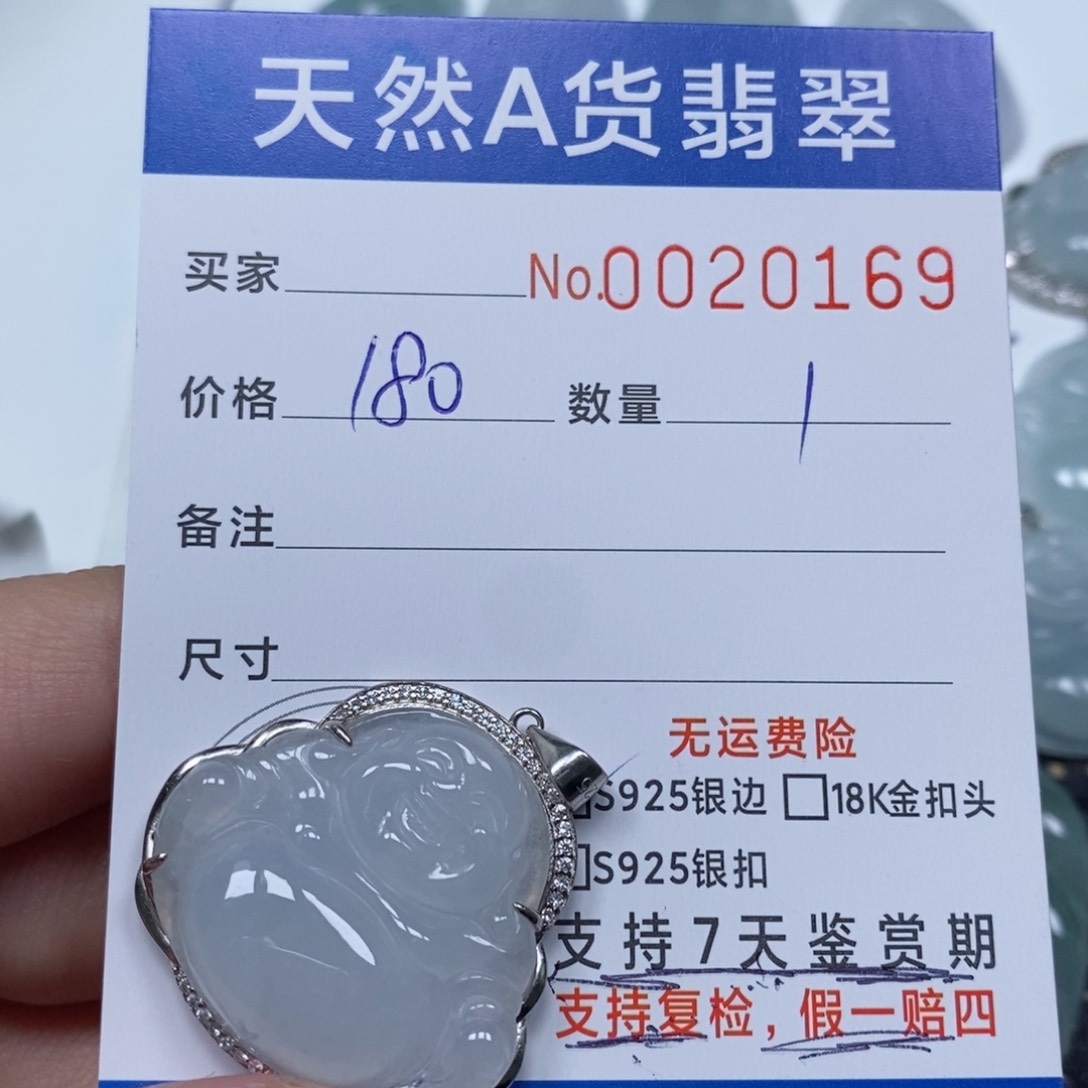 天然A货翡翠
买家 No.0020169
价格 180 数量 1
备注
尺寸
无运费险
S925银边 18K金扣头
S925银扣
支持7天鉴赏期
支持复检，假一赔四